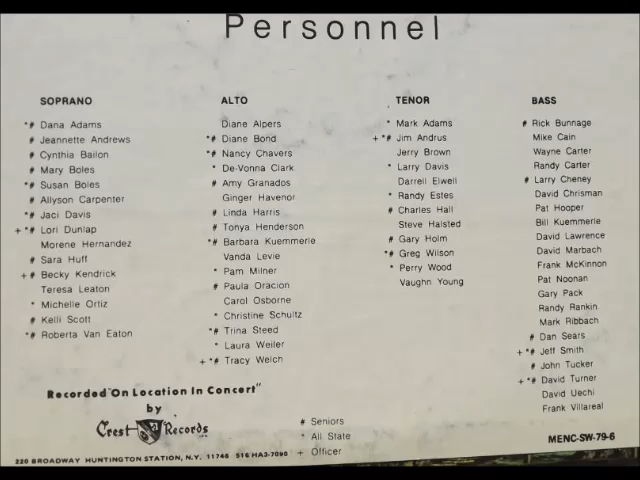 Personnel
SOPRANO
*# Dana Adams
# Jeannette Andrews
# Cynthia Bailon
# Mary Boles
*# Susan Boles
# Allyson Carpenter
*# Jaci Davis
+*# Lori Dunlap
Morene Hernandez
# Sara Huff
+# Becky Kendrick
Teresa Leaton
* Michelle Ortiz
# Kelli Scott
*# Roberta Van Eaton
ALTO
Diane Alpers
*# Diane Bond
*# Nancy Chavers
* De-Vonna Clark
# Amy Granados
Ginger Havenor
# Linda Harris
# Tonya Henderson
*# Barbara Kuemmerle
Vanda Levie
* Pam Milner
# Paula Oracion
Carol Osborne
* Christine Schultz
*# Trina Steed
* Laura Weiler
+*# Tracy Welch
TENOR
* Mark Adams
+*# Jim Andrus
Jerry Brown
* Larry Davis
Darrell Elwell
* Randy Estes
# Charles Hall
Steve Halsted
# Gary Holm
*# Greg Wilson
* Perry Wood
Vaughn Young
BASS
# Rick Bunnage
Mike Cain
Wayne Carter
Randy Carter
# Larry Cheney
David Chrisman
Pat Hooper
Bill Kuemmerle
David Lawrence
David Marbach
Frank McKinnon
Pat Noonan
Gary Pack
Randy Rankin
Mark Ribbach
# Dan Sears
+*# Jeff Smith
# John Tucker
+*# David Turner
David Uechi
Frank Villareal
Recorded "On Location In Concert"
by
Crest Records
220 BROADWAY HUNTINGTON STATION, N.Y. 11746 516 HA3-7090
# Seniors
* All State
+ Officer
MENC-SW-79-6